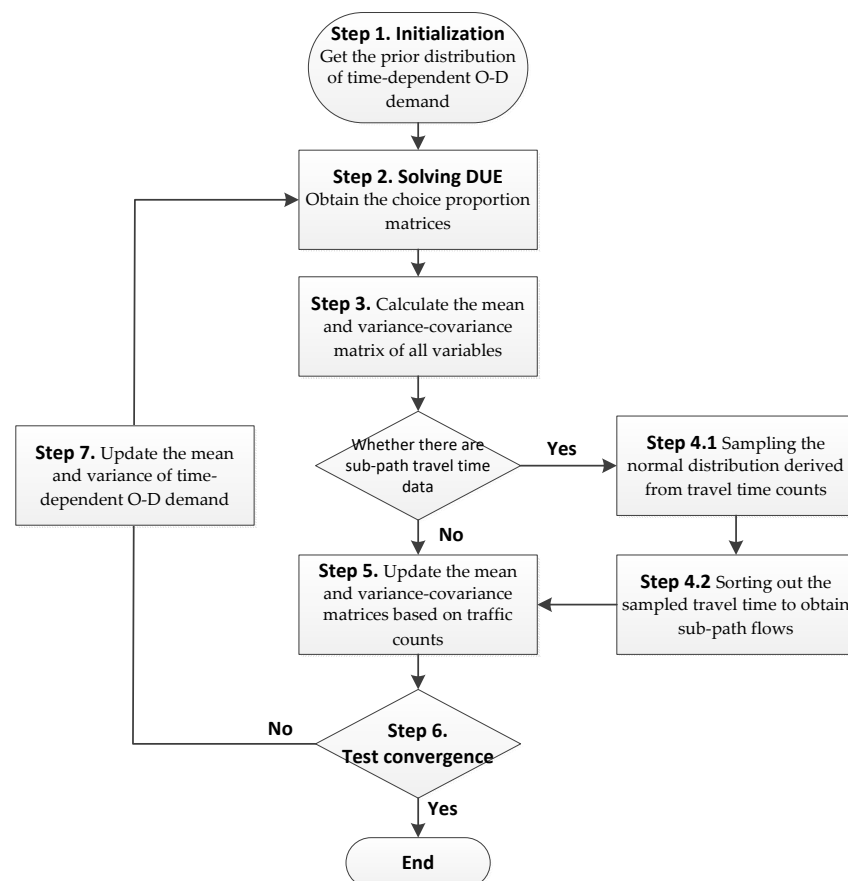 Step 1. Initialization
Get the prior distribution
of time-dependent O-D
demand
Step 2. Solving DUE
Obtain the choice proportion
matrices
Step 3. Calculate the mean
and variance-covariance
matrix of all variables
Whether there are
sub-path travel time
data
Yes
Step 4.1 Sampling the
normal distribution derived
from travel time counts
Step 7. Update the mean
and variance of time-
dependent O-D demand
No
Step 4.2 Sorting out the
sampled travel time to obtain
sub-path flows
Step 5. Update the mean
and variance-covariance
matrices based on traffic
counts
No
Step 6.
Test convergence
Yes
End